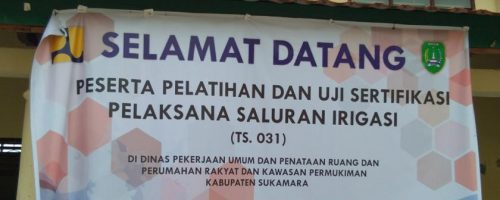 SELAMAT DATANG
PESERTA PELATIHAN DAN UJI SERTIFIKASI
PELAKSANA SALURAN IRIGASI
(TS. 031)
DI DINAS PEKERJAAN UMUM DAN PENATAAN RUANG DAN
PERUMAHAN RAKYAT DAN KAWASAN PERMUKIMAN
KABUPATEN SUKAMARA